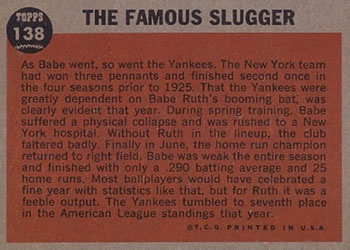 TOPPS
138
THE FAMOUS SLUGGER
As Babe went, so went the Yankees. The New York team
had won three pennants and finished second once in
the four seasons prior to 1925. That the Yankees were
greatly dependent on Babe Ruth's booming bat, was
clearly evident that year. During spring training, Babe
suffered a physical collapse and was rushed to a New
York hospital. Without Ruth in the lineup, the club
faltered badly. Finally in June, the home run champion
returned to right field. Babe was weak the entire season
and finished with only a .290 batting average and 25
home runs. Most ballplayers would have celebrated a
fine year with statistics like that, but for Ruth it was a
feeble output. The Yankees tumbled to seventh place
in the American League standings that year.
©T.C.G. PRINTED IN U.S.A.